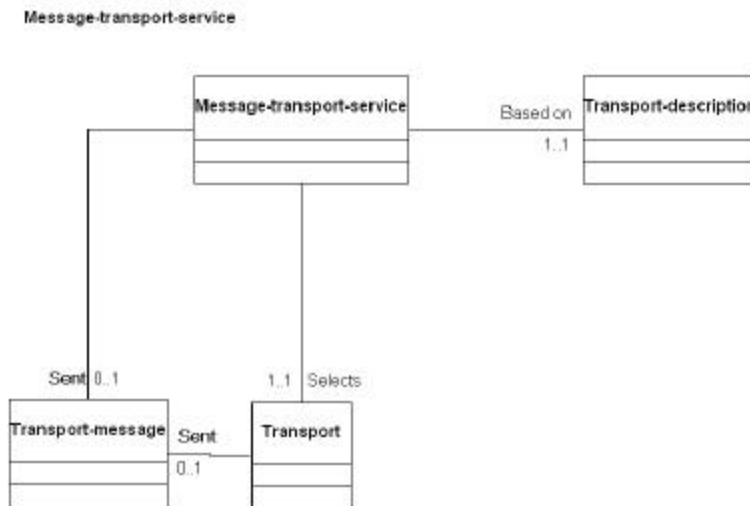 Message-transport-service
Message-transport-service
Based on
Transport-description
1..1
Sent 0..1
1..1 Selects
Transport-message
Sent
Transport
0..1